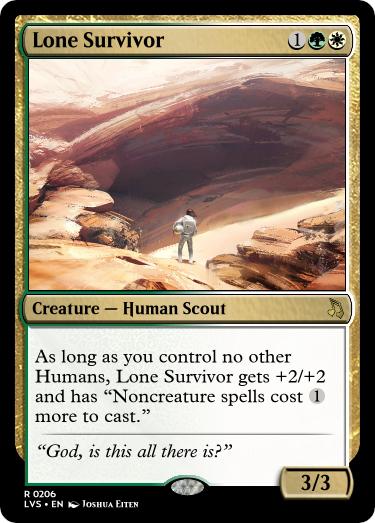 Lone Survivor 1
Creature — Human Scout
As long as you control no other
Humans, Lone Survivor gets +2/+2
and has “Noncreature spells cost 1
more to cast.”
“God, is this all there is?”
3/3
R 0206
LVS • EN Joshua Eiten